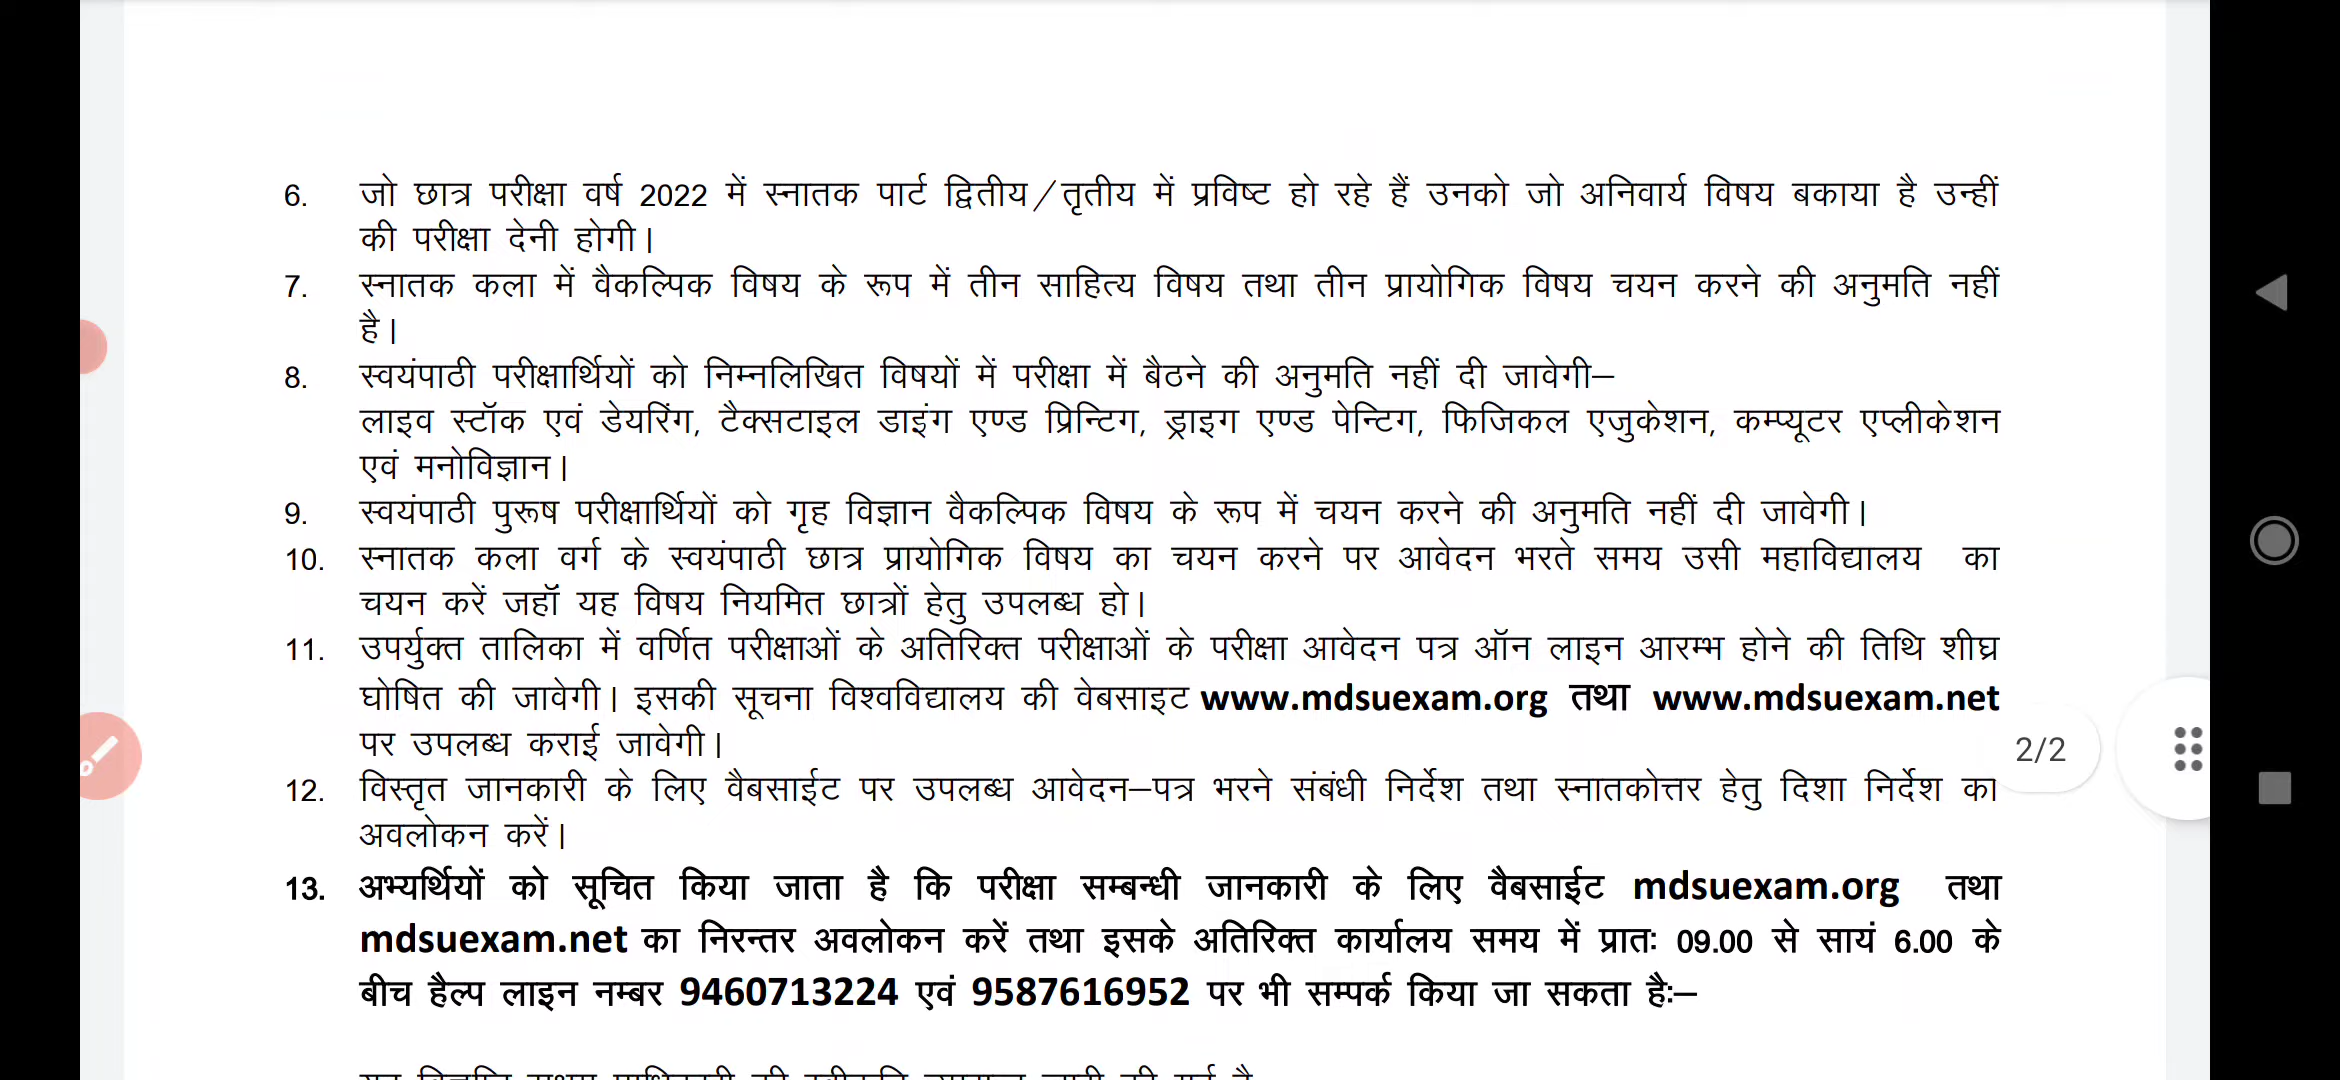 6. जो छात्र परीक्षा वर्ष 2022 में स्नातक पार्ट द्वितीय/तृतीय में प्रविष्ट हो रहे हैं उनको जो अनिवार्य विषय बकाया है उन्हीं
की परीक्षा देनी होगी।
7. स्नातक कला में वैकल्पिक विषय के रूप में तीन साहित्य विषय तथा तीन प्रायोगिक विषय चयन करने की अनुमति नहीं
है।
8. स्वयंपाठी परीक्षार्थियों को निम्नलिखित विषयों में परीक्षा में बैठने की अनुमति नहीं दी जावेगी–
लाइव स्टॉक एवं डेयरिंग, टैक्सटाइल डाइंग एण्ड प्रिन्टिग, ड्राइग एण्ड पेन्टिग, फिजिकल एजुकेशन, कम्प्यूटर एप्लीकेशन
एवं मनोविज्ञान।
9. स्वयंपाठी पुरूष परीक्षार्थियों को गृह विज्ञान वैकल्पिक विषय के रूप में चयन करने की अनुमति नहीं दी जावेगी।
10. स्नातक कला वर्ग के स्वयंपाठी छात्र प्रायोगिक विषय का चयन करने पर आवेदन भरते समय उसी महाविद्यालय का
चयन करें जहॉं यह विषय नियमित छात्रों हेतु उपलब्ध हो।
11. उपर्युक्त तालिका में वर्णित परीक्षाओं के अतिरिक्त परीक्षाओं के परीक्षा आवेदन पत्र ऑन लाइन आरम्भ होने की तिथि शीघ्र
घोषित की जावेगी। इसकी सूचना विश्वविद्यालय की वेबसाइट www.mdsuexam.org तथा www.mdsuexam.net
पर उपलब्ध कराई जावेगी।
2/2
12. विस्तृत जानकारी के लिए वैबसाईट पर उपलब्ध आवेदन–पत्र भरने संबंधी निर्देश तथा स्नातकोत्तर हेतु दिशा निर्देश का
अवलोकन करें।
13. अभ्यर्थियों को सूचित किया जाता है कि परीक्षा सम्बन्धी जानकारी के लिए वैबसाईट mdsuexam.org तथा
mdsuexam.net का निरन्तर अवलोकन करें तथा इसके अतिरिक्त कार्यालय समय में प्रातः 09.00 से सायं 6.00 के
बीच हैल्प लाइन नम्बर 9460713224 एवं 9587616952 पर भी सम्पर्क किया जा सकता हैः–